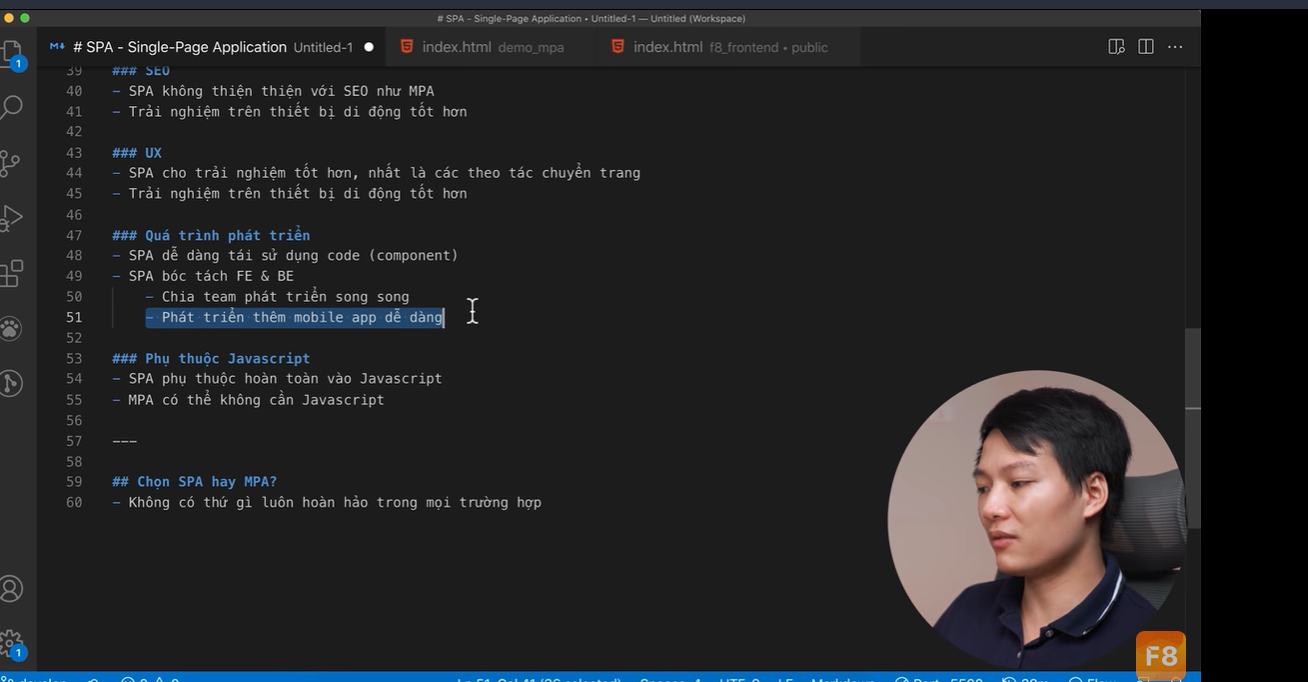 # SPA - Single-Page Application • Untitled-1 — Untitled (Workspace)
# SPA - Single-Page Application Untitled-1
index.html demo_mpa
index.html f8_frontend • public
39 ### SEO
40 - SPA không thiện thiện với SEO như MPA
41 - Trải nghiệm trên thiết bị di động tốt hơn
42
43 ### UX
44 - SPA cho trải nghiệm tốt hơn, nhất là các theo tác chuyển trang
45 - Trải nghiệm trên thiết bị di động tốt hơn
46
47 ### Quá trình phát triển
48 - SPA dễ dàng tái sử dụng code (component)
49 - SPA bóc tách FE & BE
50 - Chia team phát triển song song
51 - Phát triển thêm mobile app dễ dàng
52
53 ### Phụ thuộc Javascript
54 - SPA phụ thuộc hoàn toàn vào Javascript
55 - MPA có thể không cần Javascript
56
57 ---
58
59 ## Chọn SPA hay MPA?
60 - Không có thứ gì luôn hoàn hảo trong mọi trường hợp
1
1
F8